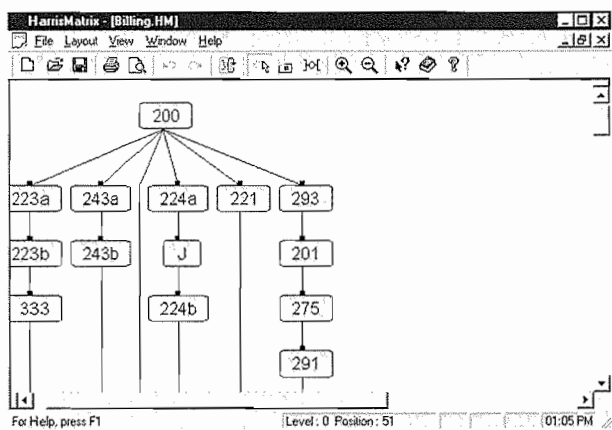 HarrisMatrix - [Billing.HM]
File Layout View Window Help
200
223a 243a 224a 221 293
223b 243b J 201
333 224b 275
291
For Help, press F1 Level: 0 Position: 51 01:05 PM